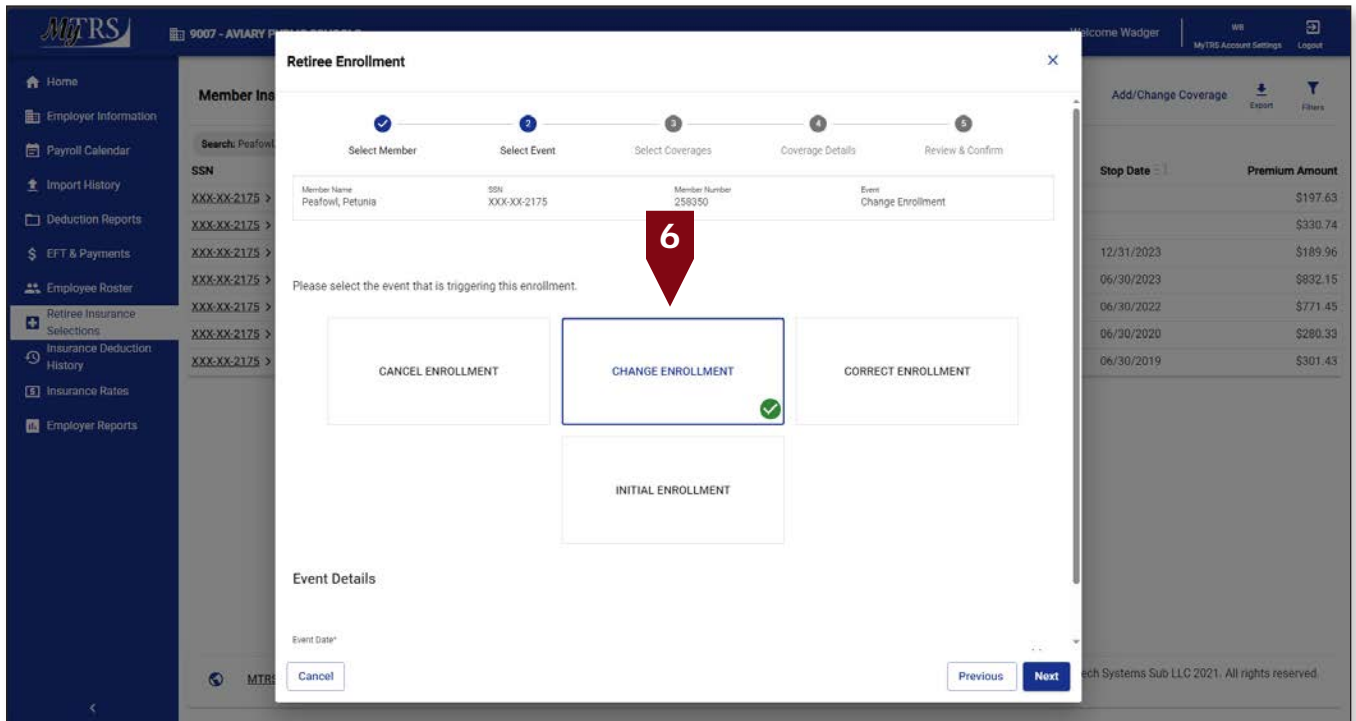 MyTRS
9007 - AVIARY
Welcome Wadger
WB
MyTRS Account Settings
Logout
Home
Employer Information
Payroll Calendar
Import History
Deduction Reports
EFT & Payments
Employee Roster
Retiree Insurance
Selections
Insurance Deduction
History
Insurance Rates
Employer Reports
Member Ins
Add/Change Coverage
Export
Filters
Search: Peafowl,
SSN
Stop Date
Premium Amount
XXX-XX-2175 >
$197.63
XXX-XX-2175 >
$330.74
XXX-XX-2175 >
12/31/2023
$189.96
XXX-XX-2175 >
06/30/2023
$832.15
XXX-XX-2175 >
06/30/2022
$771.45
XXX-XX-2175 >
06/30/2020
$280.33
XXX-XX-2175 >
06/30/2019
$301.43
Retiree Enrollment
2
3
4
5
Select Member
Select Event
Select Coverages
Coverage Details
Review & Confirm
Member Name
SSN
Member Number
Event
Peafowl, Petunia
XXX-XX-2175
258350
Change Enrollment
6
Please select the event that is triggering this enrollment.
CANCEL ENROLLMENT
CHANGE ENROLLMENT
CORRECT ENROLLMENT
INITIAL ENROLLMENT
Event Details
Event Date*
Cancel
Previous
Next
MTRS
ech Systems Sub LLC 2021. All rights reserved.